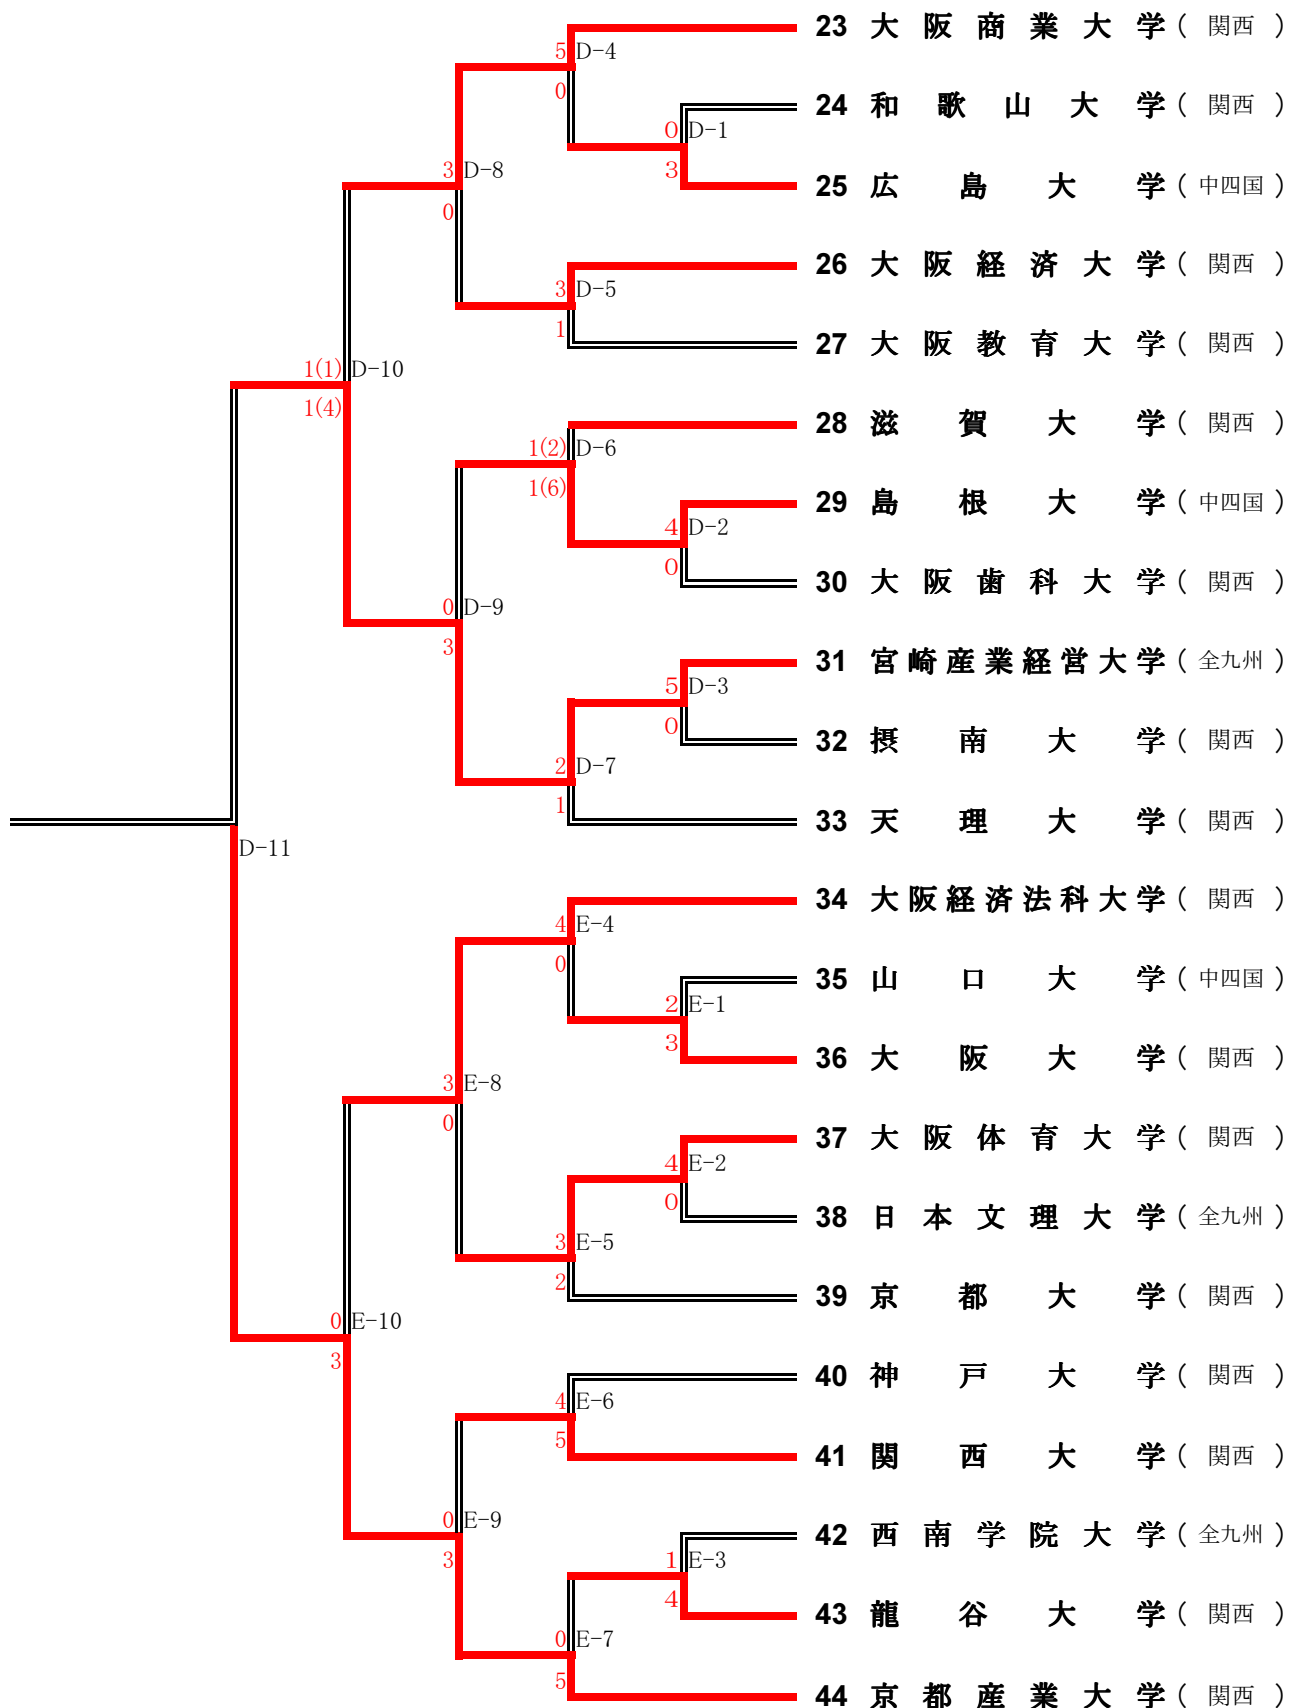 23 大阪商業大学 ( 関西 )
5 D-4
0
24 和歌山大学 ( 関西 )
0 D-1
3
25 広島大学 ( 中四国 )
3 D-8
0
26 大阪経済大学 ( 関西 )
3 D-5
1
27 大阪教育大学 ( 関西 )
1(1) D-10
1(4)
28 滋賀大学 ( 関西 )
1(2) D-6
1(6)
29 島根大学 ( 中四国 )
4 D-2
0
30 大阪歯科大学 ( 関西 )
0 D-9
3
31 宮崎産業経営大学 ( 全九州 )
5 D-3
0
32 摂南大学 ( 関西 )
2 D-7
1
33 天理大学 ( 関西 )
D-11
34 大阪経済法科大学 ( 関西 )
4 E-4
0
35 山口大学 ( 中四国 )
2 E-1
3
36 大阪大学 ( 関西 )
3 E-8
0
37 大阪体育大学 ( 関西 )
4 E-2
0
38 日本文理大学 ( 全九州 )
3 E-5
2
39 京都大学 ( 関西 )
0 E-10
3
40 神戸大学 ( 関西 )
4 E-6
5
41 関西大学 ( 関西 )
0 E-9
3
42 西南学院大学 ( 全九州 )
1 E-3
4
43 龍谷大学 ( 関西 )
0 E-7
5
44 京都産業大学 ( 関西 )